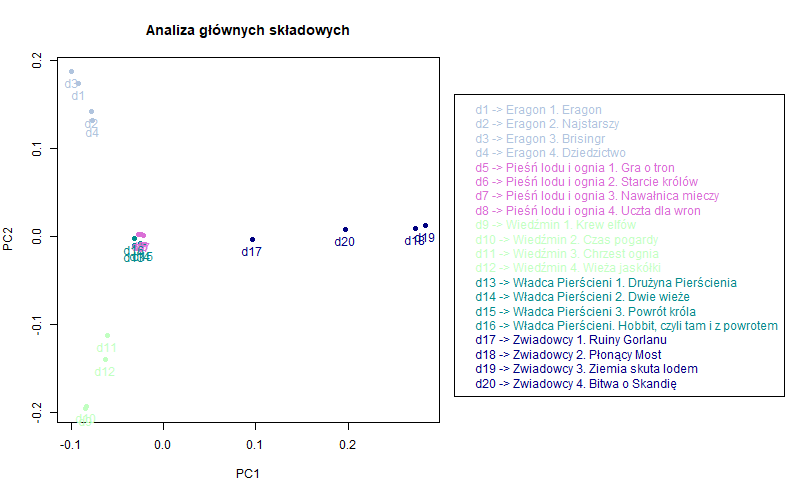 Analiza głównych składowych
PC2
0.2
0.1
0.0
-0.1
-0.2
-0.1
0.0
0.1
0.2
PC1
d3
d1
d2
d4
d17
d20
d18
d19
d11
d12
d1 -> Eragon 1. Eragon
d2 -> Eragon 2. Najstarszy
d3 -> Eragon 3. Brisingr
d4 -> Eragon 4. Dziedzictwo
d5 -> Pieśń lodu i ognia 1. Gra o tron
d6 -> Pieśń lodu i ognia 2. Starcie królów
d7 -> Pieśń lodu i ognia 3. Nawałnica mieczy
d8 -> Pieśń lodu i ognia 4. Uczta dla wron
d9 -> Wiedźmin 1. Krew elfów
d10 -> Wiedźmin 2. Czas pogardy
d11 -> Wiedźmin 3. Chrzest ognia
d12 -> Wiedźmin 4. Wieża jaskółki
d13 -> Władca Pierścieni 1. Drużyna Pierścienia
d14 -> Władca Pierścieni 2. Dwie wieże
d15 -> Władca Pierścieni 3. Powrót króla
d16 -> Władca Pierścieni. Hobbit, czyli tam i z powrotem
d17 -> Zwiadowcy 1. Ruiny Gorlanu
d18 -> Zwiadowcy 2. Płonący Most
d19 -> Zwiadowcy 3. Ziemia skuta lodem
d20 -> Zwiadowcy 4. Bitwa o Skandię